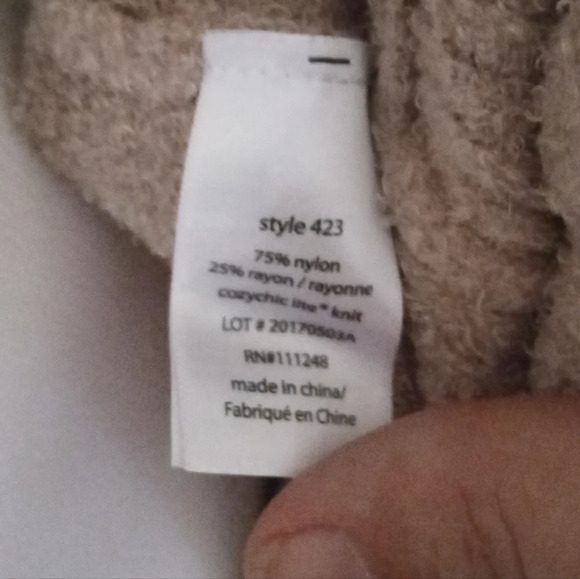 style 423
75% nylon
25% rayon / rayonne
cozychic lite® knit
LOT # 20170503A
RN#111248
made in china/
Fabriqué en Chine